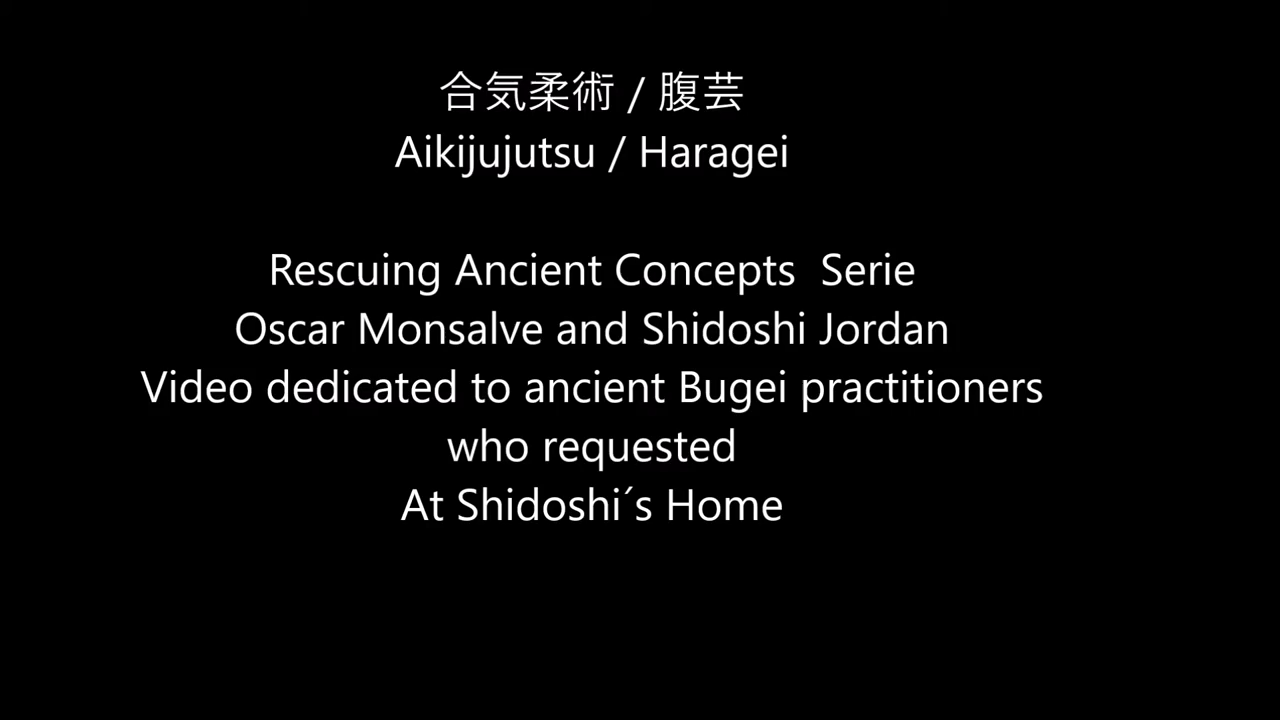 合気柔術 / 腹芸
Aikijujutsu / Haragei
Rescuing Ancient Concepts  Serie
Oscar Monsalve and Shidoshi Jordan
Video dedicated to ancient Bugei practitioners
who requested
At Shidoshi´s Home